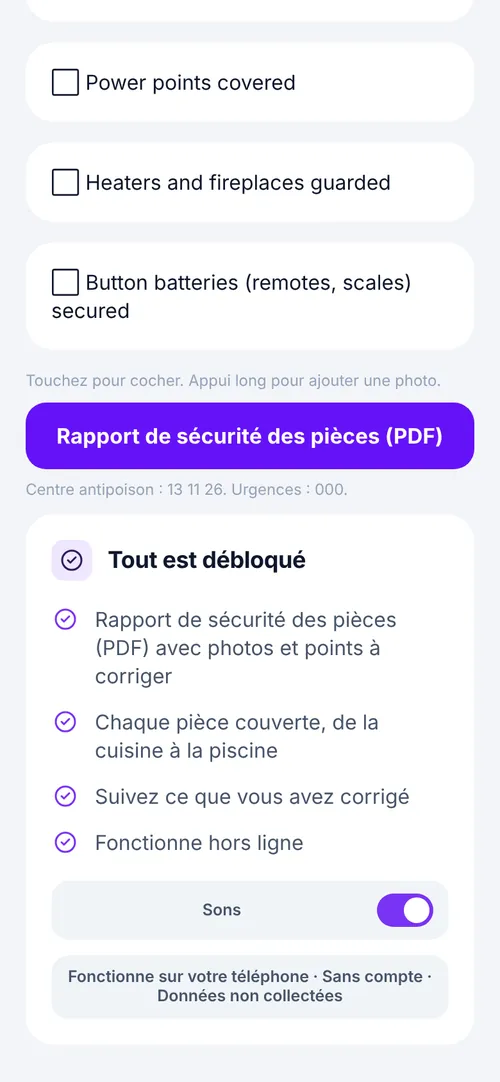 Power points covered
Heaters and fireplaces guarded
Button batteries (remotes, scales)
secured
Touchez pour cocher. Appui long pour ajouter une photo.
Rapport de sécurité des pièces (PDF)
Centre antipoison : 13 11 26. Urgences : 000.
Tout est débloqué
Rapport de sécurité des pièces
(PDF) avec photos et points à
corriger
Chaque pièce couverte, de la
cuisine à la piscine
Suivez ce que vous avez corrigé
Fonctionne hors ligne
Sons
Fonctionne sur votre téléphone · Sans compte ·
Données non collectées